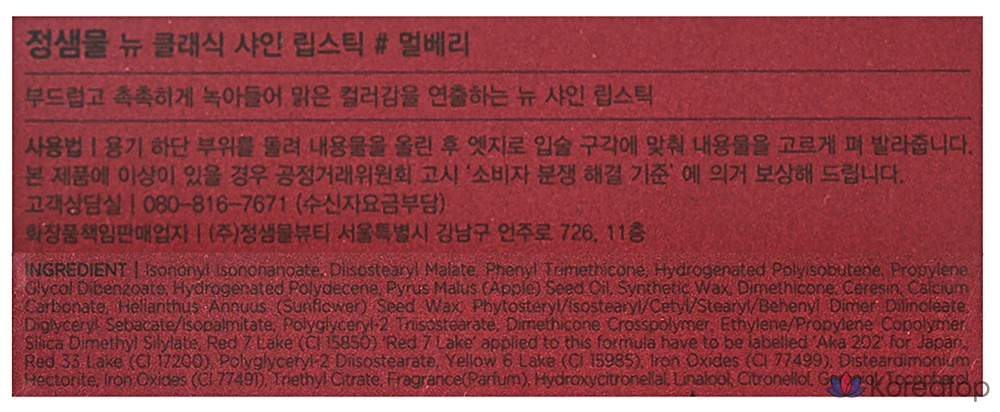 정샘물 뉴 클래식 샤인 립스틱 # 멀베리
부드럽고 촉촉하게 녹아들어 맑은 컬러감을 연출하는 뉴 샤인 립스틱
사용법 | 용기 하단 부위를 돌려 내용물을 올린 후 엣지로 입술 구각에 맞춰 내용물을 고르게 펴 발라줍니다.
본 제품에 이상이 있을 경우 공정거래위원회 고시 ‘소비자 분쟁 해결 기준’ 에 의거 보상해 드립니다.
고객상담실 | 080-816-7671 (수신자요금부담)
화장품책임판매업자 | (주)정샘물뷰티 서울특별시 강남구 언주로 726, 11층
INGREDIENT | Isononyl Isononanoate, Diisostearyl Malate, Phenyl Trimethicone, Hydrogenated Polyisobutene, Propylene
Glycol Dibenzoate, Hydrogenated Polydecene, Pyrus Malus (Apple) Seed Oil, Synthetic Wax, Dimethicone, Ceresin, Calcium
Carbonate, Helianthus Annuus (Sunflower) Seed Wax, Phytosteryl/Isostearyl/Cetyl/Stearyl/Behenyl Dimer Dilinoleate,
Diglyceryl Sebacate/Isopalmitate, Polyglyceryl-2 Triisostearate, Dimethicone Crosspolymer, Ethylene/Propylene Copolymer,
Silica Dimethyl Silylate, Red 7 Lake (CI 15850) 'Red 7 Lake' applied to this formula have to be labelled 'Aka 202' for Japan,
Red 33 Lake (CI 17200), Polyglyceryl-2 Diisostearate, Yellow 6 Lake (CI 15985), Iron Oxides (CI 77499), Disteardimonium
Hectorite, Iron Oxides (CI 77491), Triethyl Citrate, Fragrance(Parfum), Hydroxycitronellal, Linalool, Citronellol, Geraniol, Tocopherol
KoreaTop